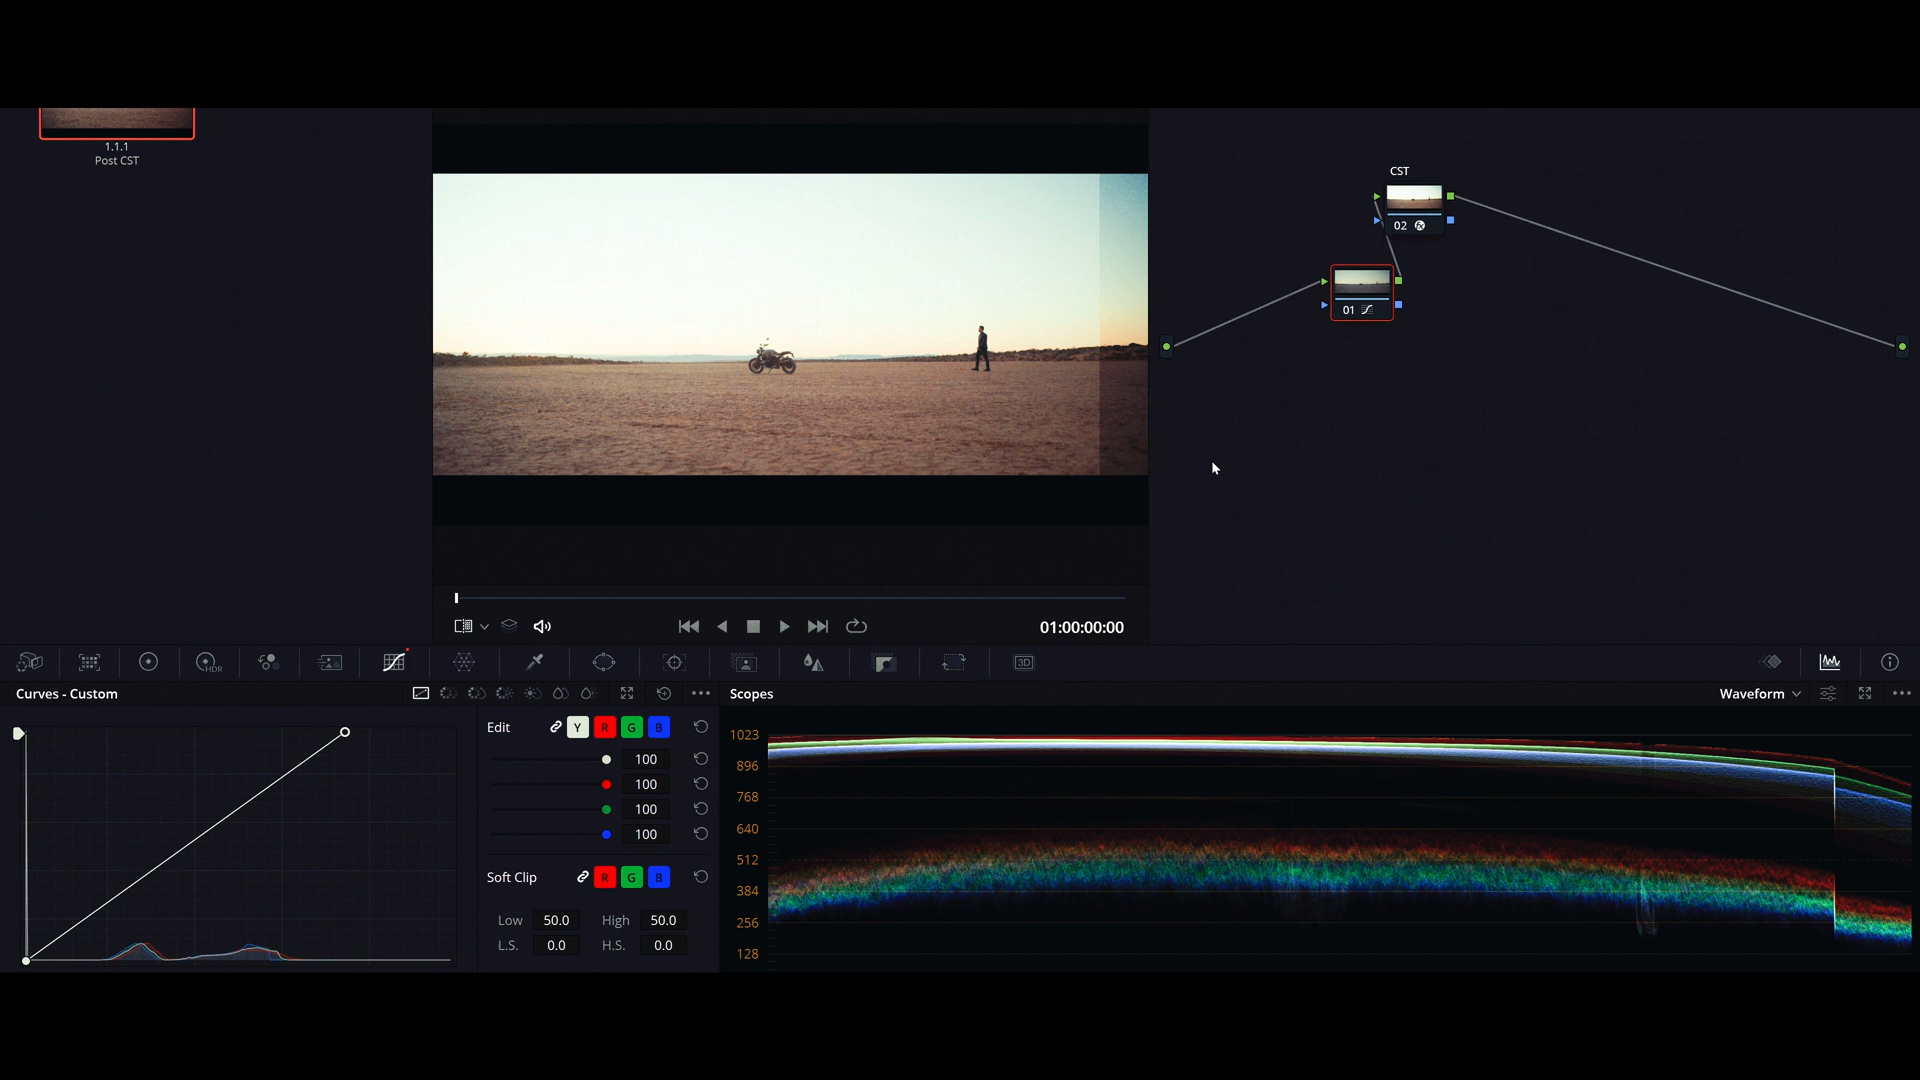 1.1.1
Post CST
CST
02
01
01:00:00:00
HDR
3D
Curves - Custom
Edit
Y R G B
100
100
100
100
Soft Clip
R G B
Low 50.0 High 50.0
L.S. 0.0 H.S. 0.0
Scopes
Waveform
1023
896
768
640
512
384
256
128